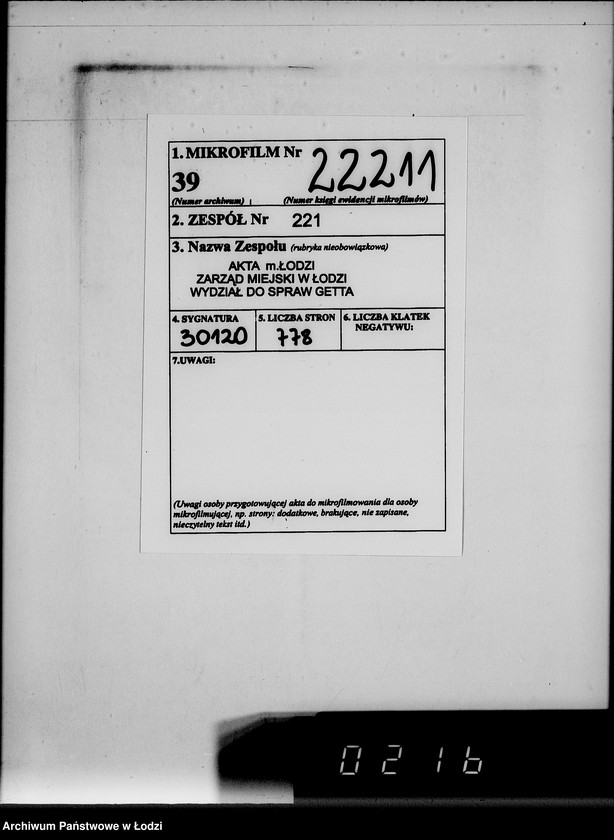 1. MIKROFILM Nr 22211
39
(Numer archiwum) (Numer księgi ewidencji mikrofilmów)
2. ZESPÓŁ Nr 221
3. Nazwa Zespołu (rubryka nieobowiązkowa)
AKTA m.ŁODZI
ZARZĄD MIEJSKI W ŁODZI
WYDZIAŁ DO SPRAW GETTA
4. SYGNATURA 5. LICZBA STRON 6. LICZBA KLATEK
NEGATYWU:
30120 778
7.UWAGI:
(Uwagi osoby przygotowującej akta do mikrofilmowania dla osoby
mikrofilmującej, np. strony: dodatkowe, brakujące, nie zapisane,
nieczytelny tekst itd.)
0216
Archiwum Państwowe w Łodzi